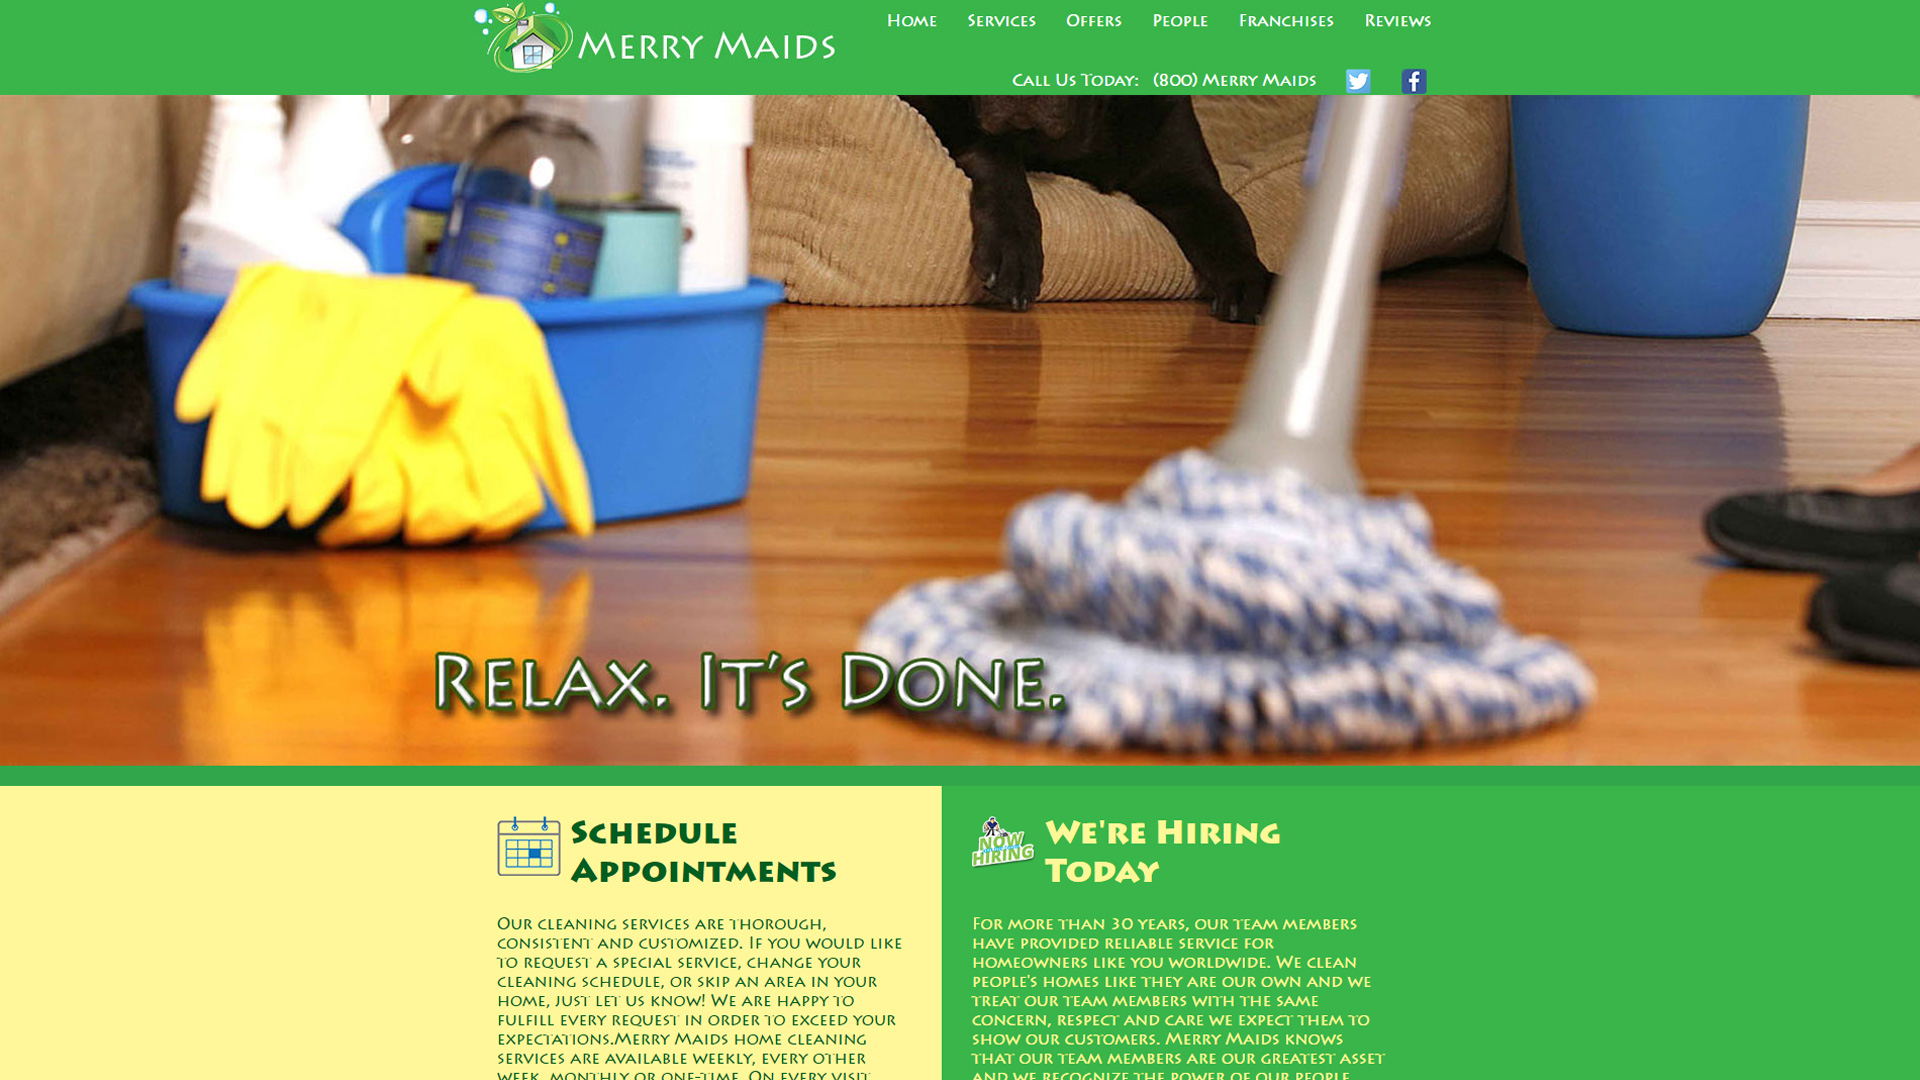 Merry Maids
Home Services Offers People Franchises Reviews
Call Us Today: (800) Merry Maids
Relax. It's Done.
Schedule
Appointments
Our cleaning services are thorough,
consistent and customized. If you would like
to request a special service, change your
cleaning schedule, or skip an area in your
home, just let us know! We are happy to
fulfill every request in order to exceed your
expectations.Merry Maids home cleaning
services are available weekly, every other
week, monthly or one-time. On every visit
NOW
HIRING
We're Hiring
Today
For more than 30 years, our team members
have provided reliable service for
homeowners like you worldwide. We clean
people's homes like they are our own and we
treat our team members with the same
concern, respect and care we expect them to
show our customers. Merry Maids knows
that our team members are our greatest asset
and we recognize the power of our people